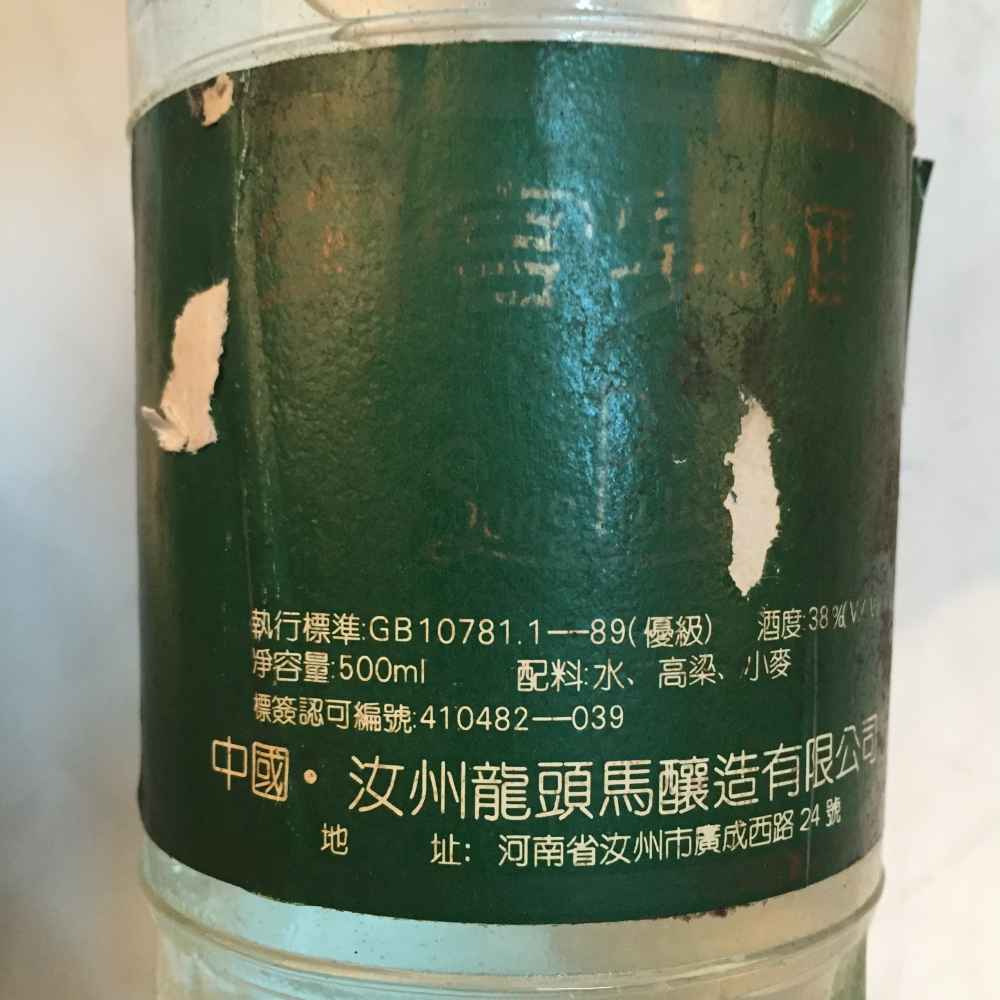 酒
執行標準:GB10781.1—89(優級) 酒度:38%(V/V
淨容量:500ml 配料:水、高梁、小麥
標簽認可編號:410482—039
中國·汝州龍頭馬釀造有限公司
地 址: 河南省汝州市廣成西路24號